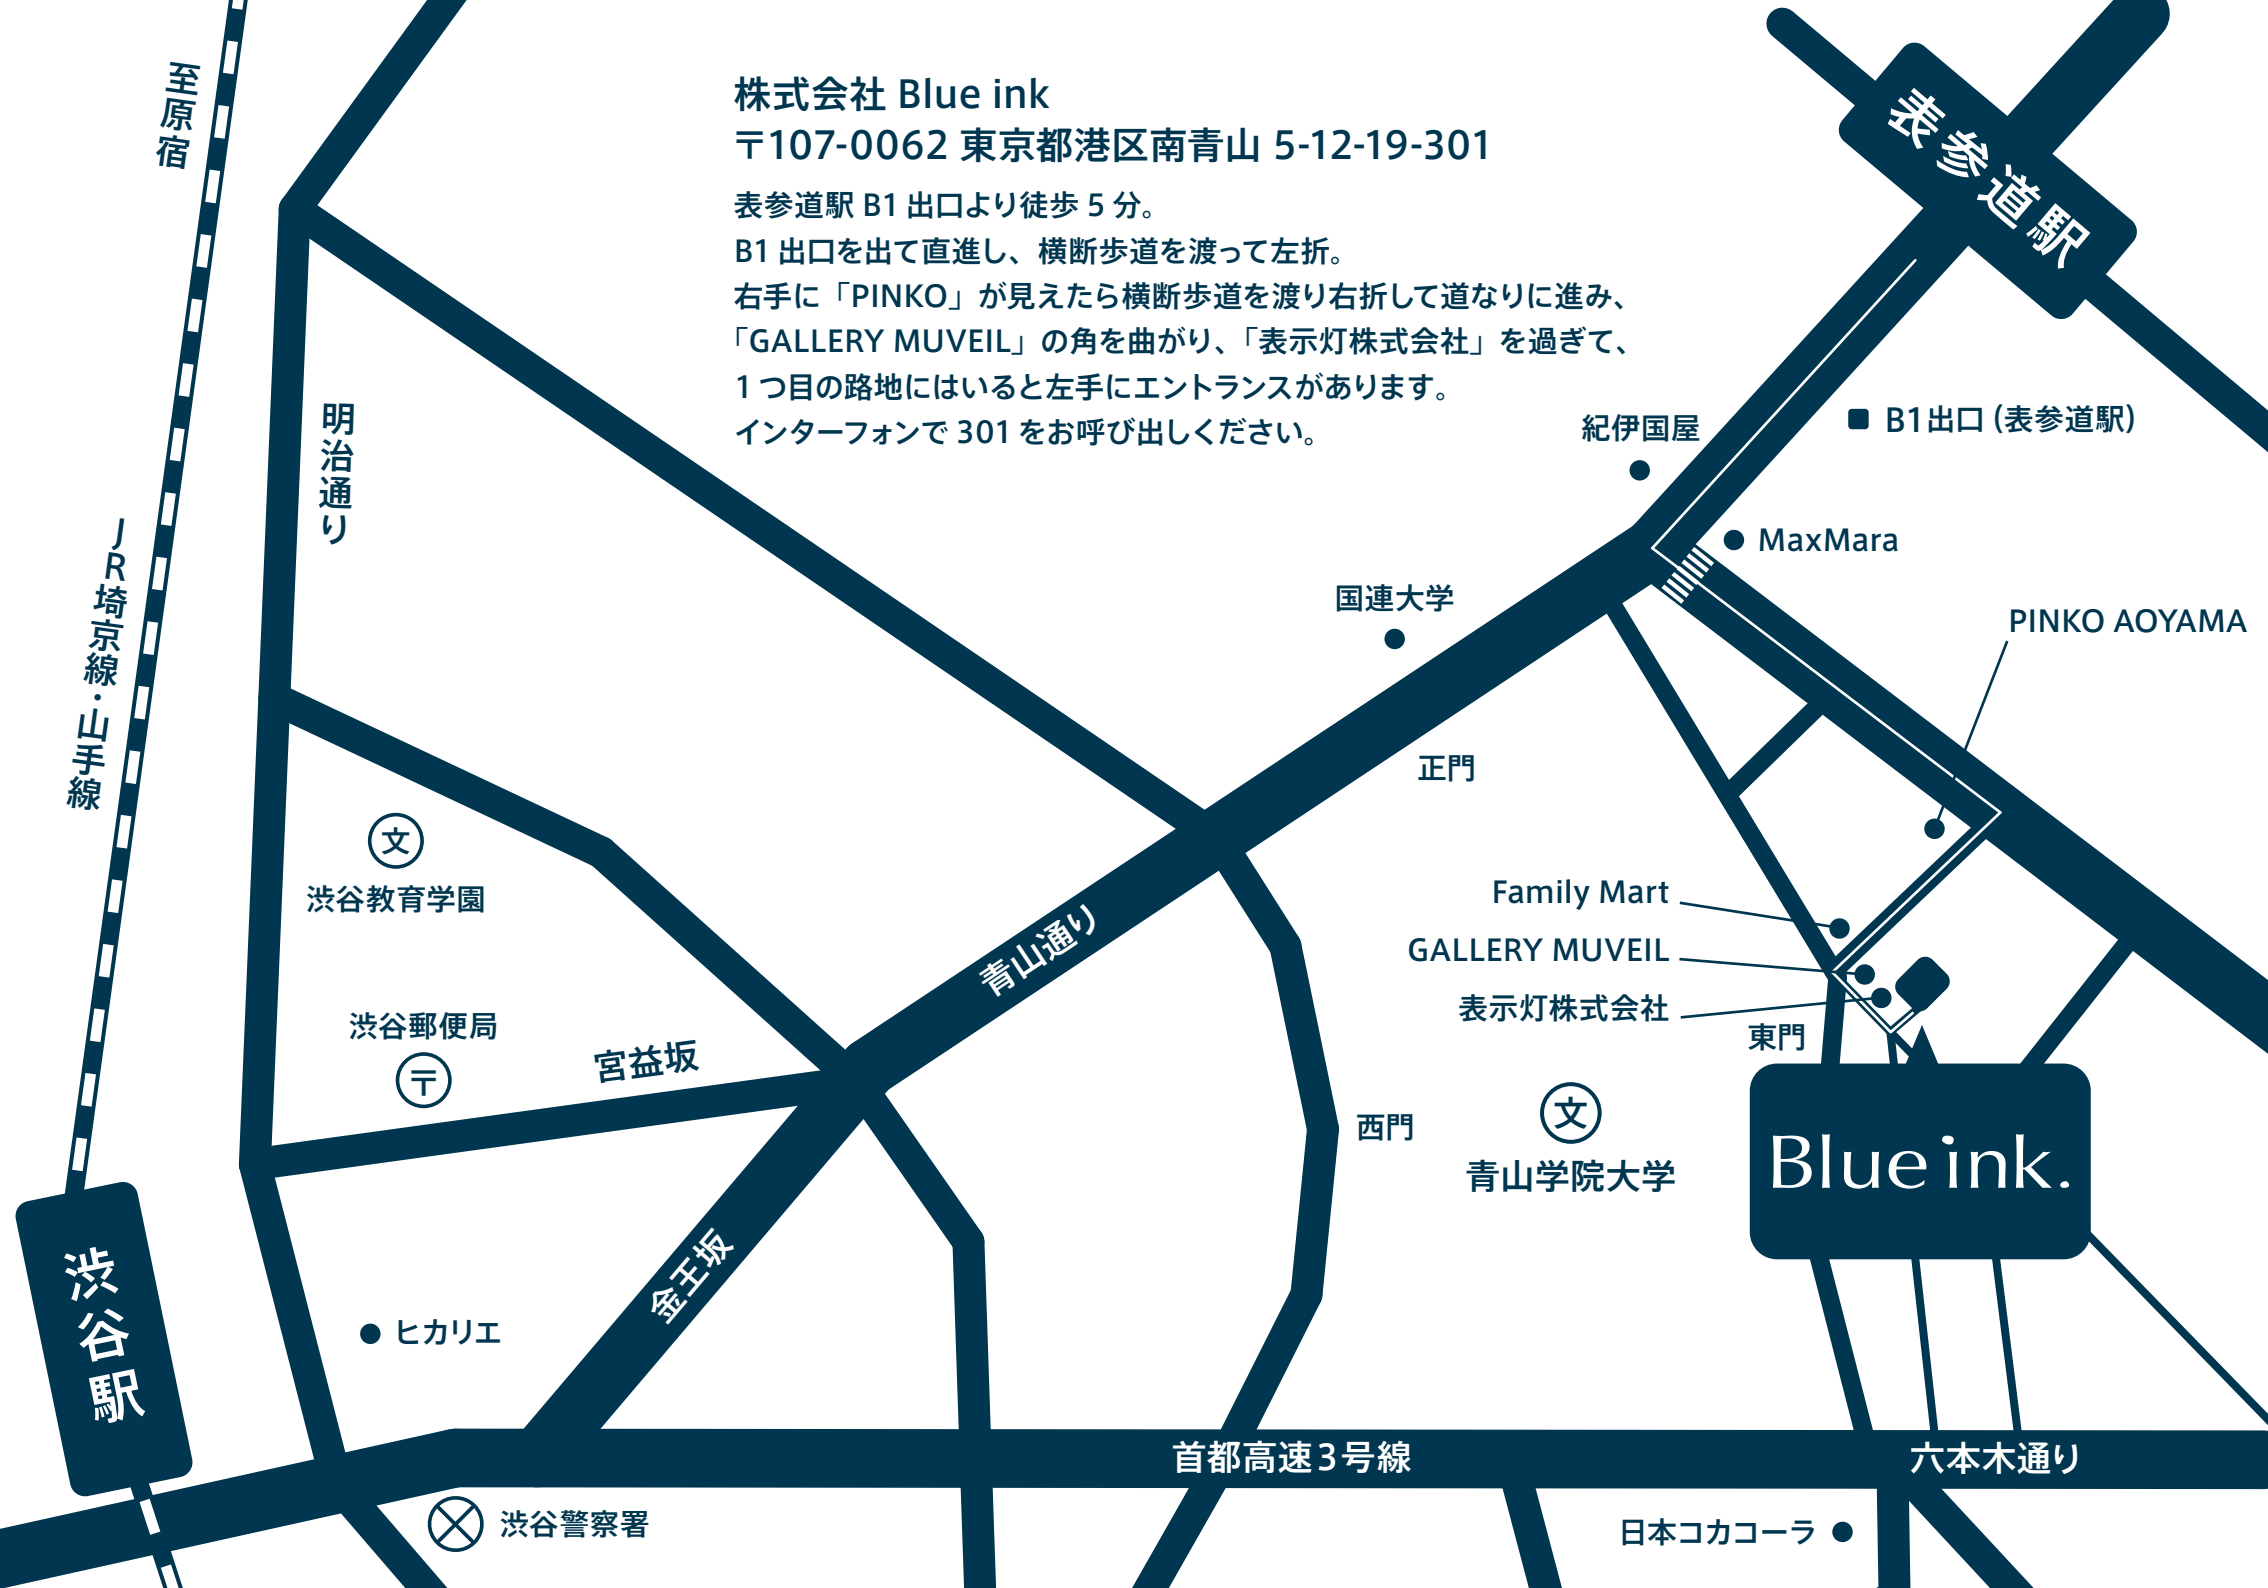 株式会社 Blue ink
〒107-0062 東京都港区南青山 5-12-19-301
表参道駅 B1 出口より徒歩 5 分。
B1 出口を出て直進し、横断歩道を渡って左折。
右手に「PINKO」が見えたら横断歩道を渡り右折して道なりに進み、
「GALLERY MUVEIL」の角を曲がり、「表示灯株式会社」を過ぎて、
1 つ目の路地にはいると左手にエントランスがあります。
インターフォンで 301 をお呼び出しください。
至原宿
表参道駅
明治通り
紀伊国屋
B1出口（表参道駅）
JR埼京線・山手線
MaxMara
国連大学
PINKO AOYAMA
正門
文
渋谷教育学園
Family Mart
青山通り
GALLERY MUVEIL
表示灯株式会社
渋谷郵便局
〒
宮益坂
東門
文
西門
青山学院大学
Blue ink.
渋谷駅
金王坂
ヒカリエ
首都高速3号線
六本木通り
渋谷警察署
日本コカコーラ